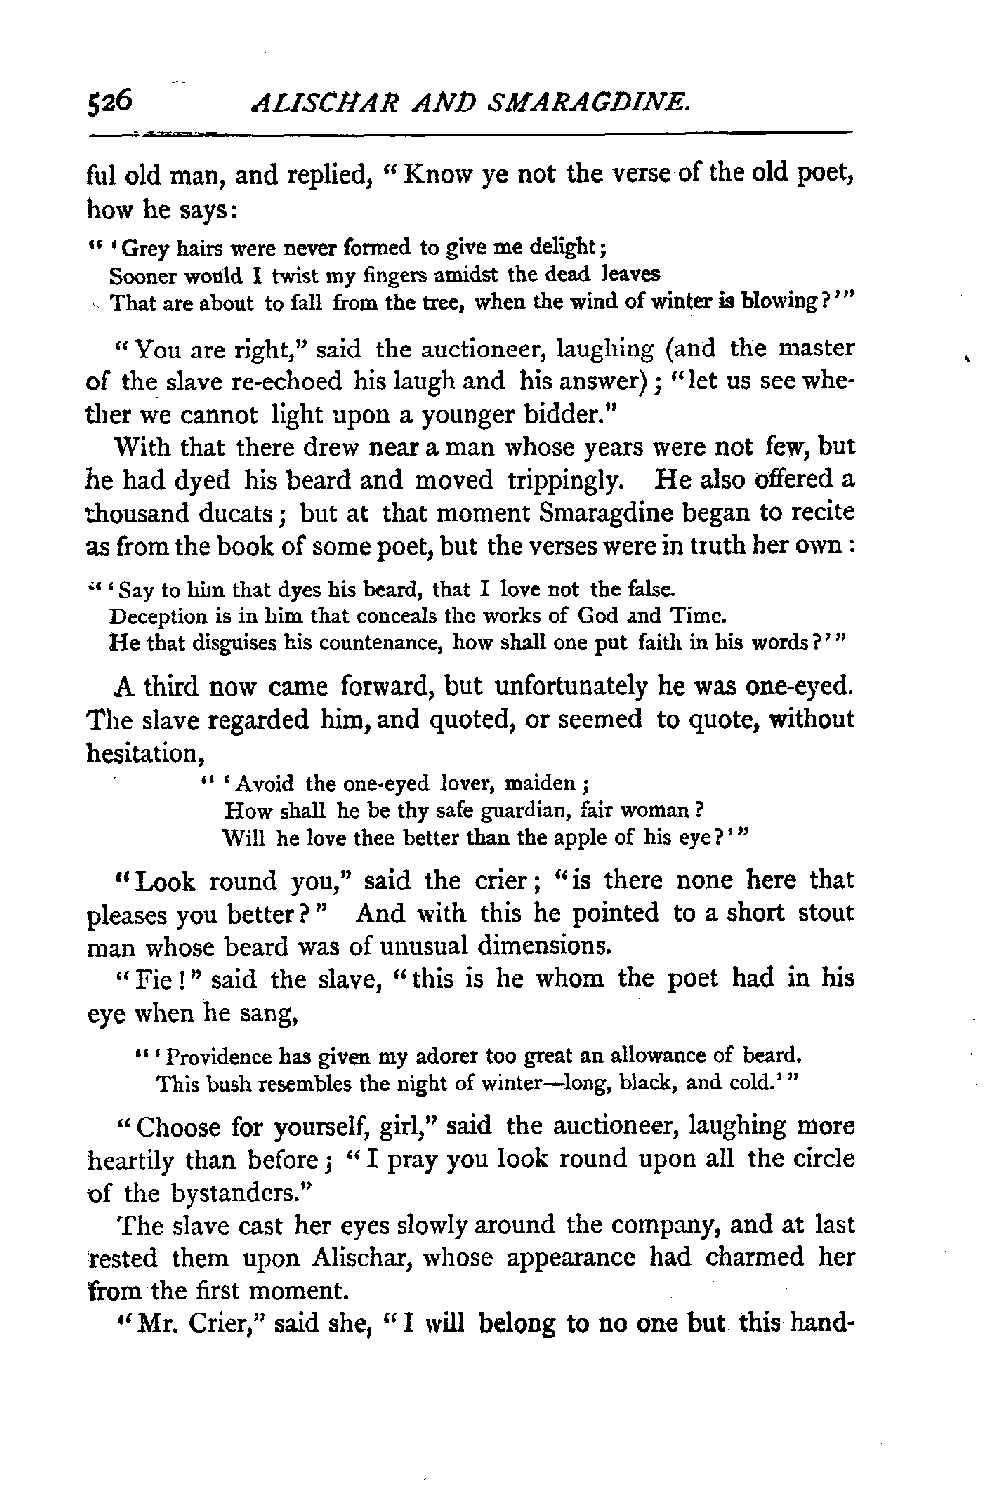 526 ALISCHAR AND SMARAGDINE.
ful old man, and replied, “Know ye not the verse of the old poet,
how he says:
“ ‘Grey hairs were never formed to give me delight;
Sooner would I twist my fingers amidst the dead leaves
That are about to fall from the tree, when the wind of winter is blowing?’”
“You are right,” said the auctioneer, laughing (and the master
of the slave re-echoed his laugh and his answer); “let us see whe-
ther we cannot light upon a younger bidder.”
With that there drew near a man whose years were not few, but
he had dyed his beard and moved trippingly. He also offered a
thousand ducats; but at that moment Smaragdine began to recite
as from the book of some poet, but the verses were in truth her own:
“ ‘Say to him that dyes his beard, that I love not the false.
Deception is in him that conceals the works of God and Time.
He that disguises his countenance, how shall one put faith in his words?’”
A third now came forward, but unfortunately he was one-eyed.
The slave regarded him, and quoted, or seemed to quote, without
hesitation,
“ ‘Avoid the one-eyed lover, maiden;
How shall he be thy safe guardian, fair woman?
Will he love thee better than the apple of his eye?’”
“Look round you,” said the crier; “is there none here that
pleases you better?” And with this he pointed to a short stout
man whose beard was of unusual dimensions.
“Fie!” said the slave, “this is he whom the poet had in his
eye when he sang,
“ ‘Providence has given my adorer too great an allowance of beard.
This bush resembles the night of winter—long, black, and cold.’”
“Choose for yourself, girl,” said the auctioneer, laughing more
heartily than before; “I pray you look round upon all the circle
of the bystanders.”
The slave cast her eyes slowly around the company, and at last
rested them upon Alischar, whose appearance had charmed her
from the first moment.
“Mr. Crier,” said she, “I will belong to no one but this hand-